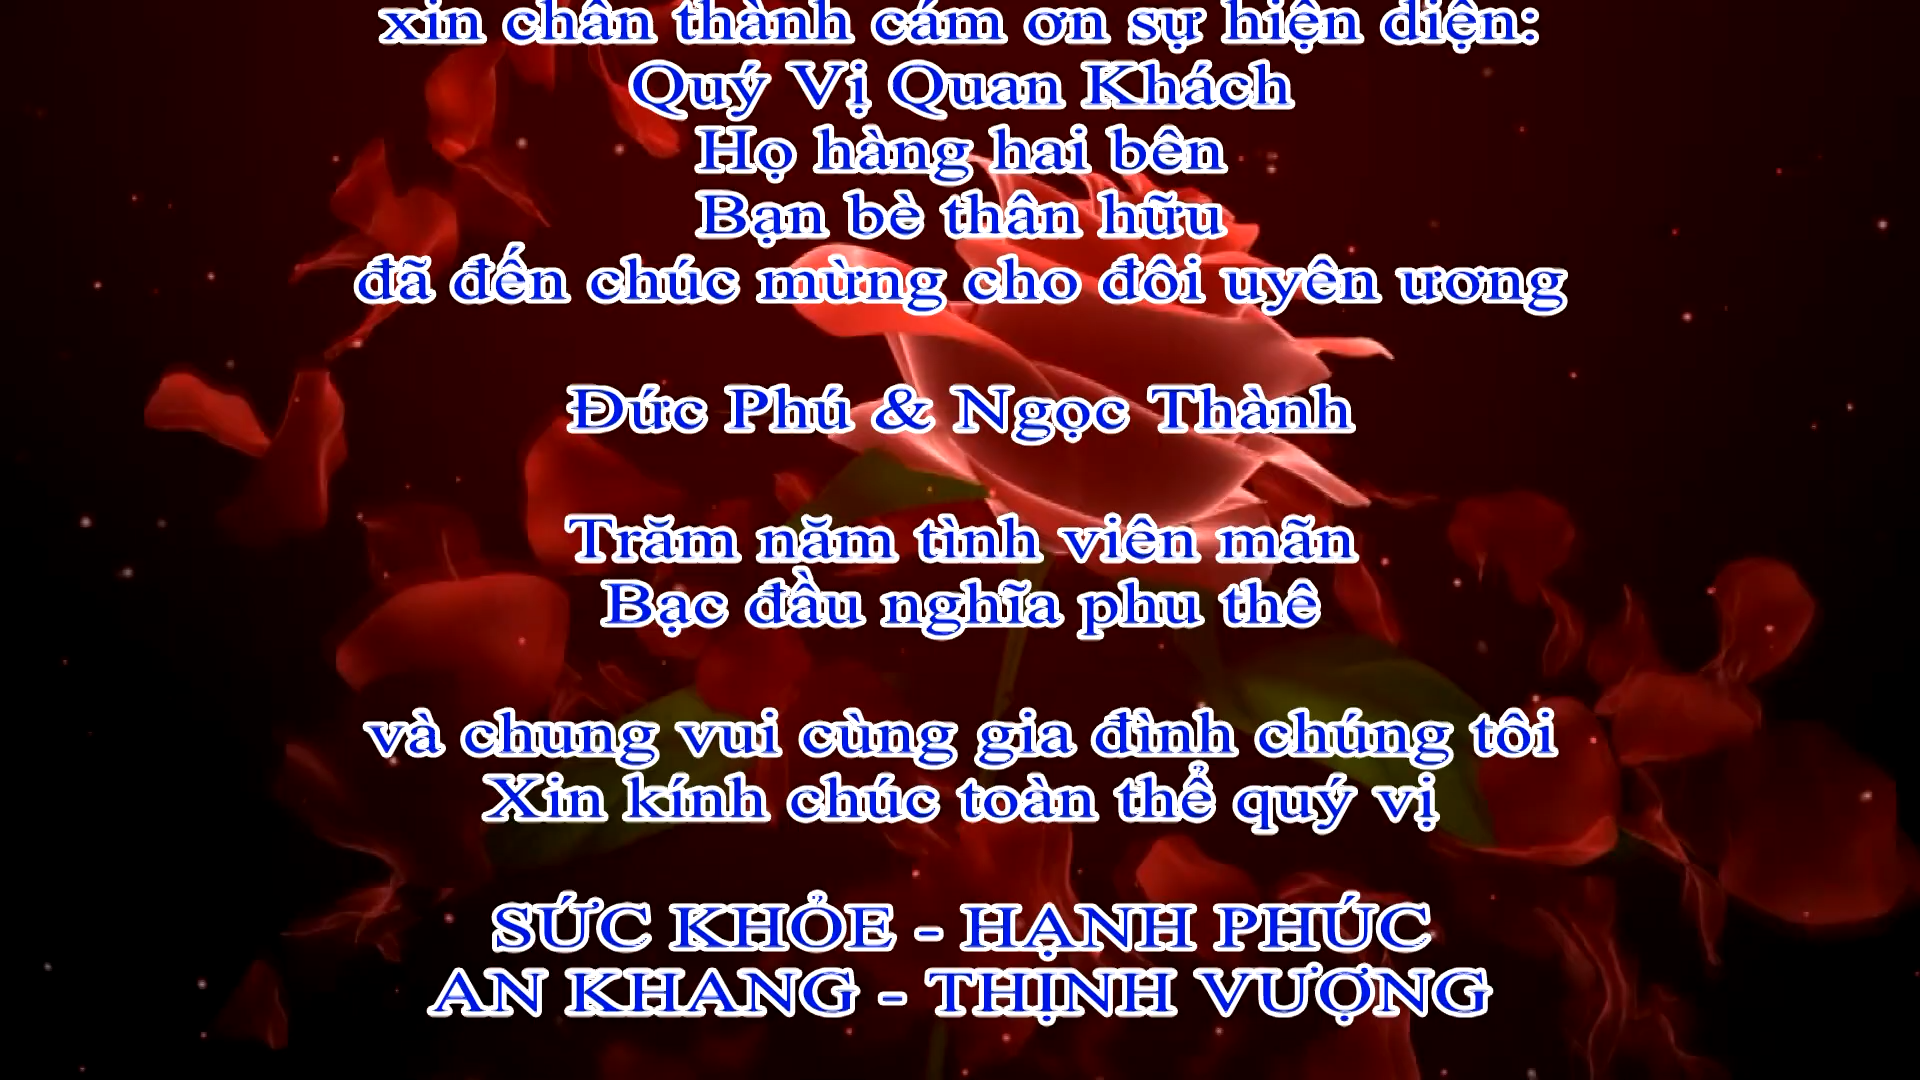 xin chân thành cám ơn sự hiện diện:
Quý Vị Quan Khách
Họ hàng hai bên
Bạn bè thân hữu
đã đến chúc mừng cho đôi uyên ương
Đức Phú & Ngọc Thành
Trăm năm tình viên mãn
Bạc đầu nghĩa phu thê
và chung vui cùng gia đình chúng tôi
Xin kính chúc toàn thể quý vị
SỨC KHỎE - HẠNH PHÚC
AN KHANG - THỊNH VƯỢNG